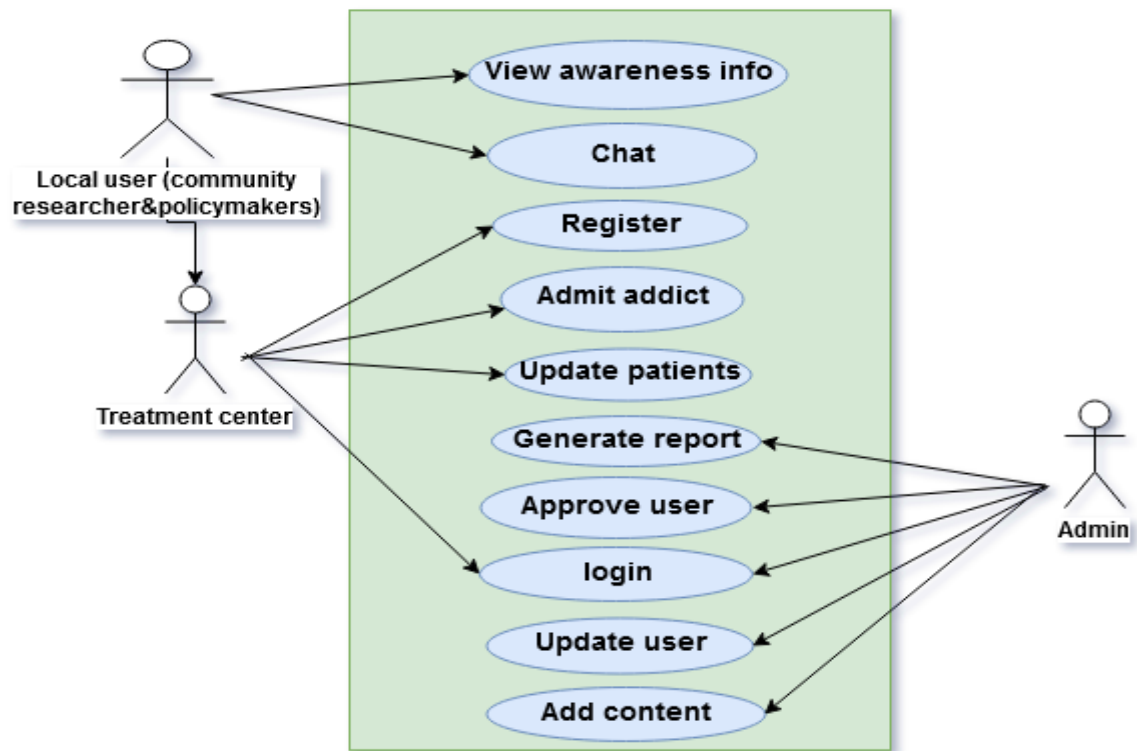 View awareness info
Chat
Local user (community
researcher&policymakers)
Register
Admit addict
Update patients
Treatment center
Generate report
Approve user
Admin
login
Update user
Add content